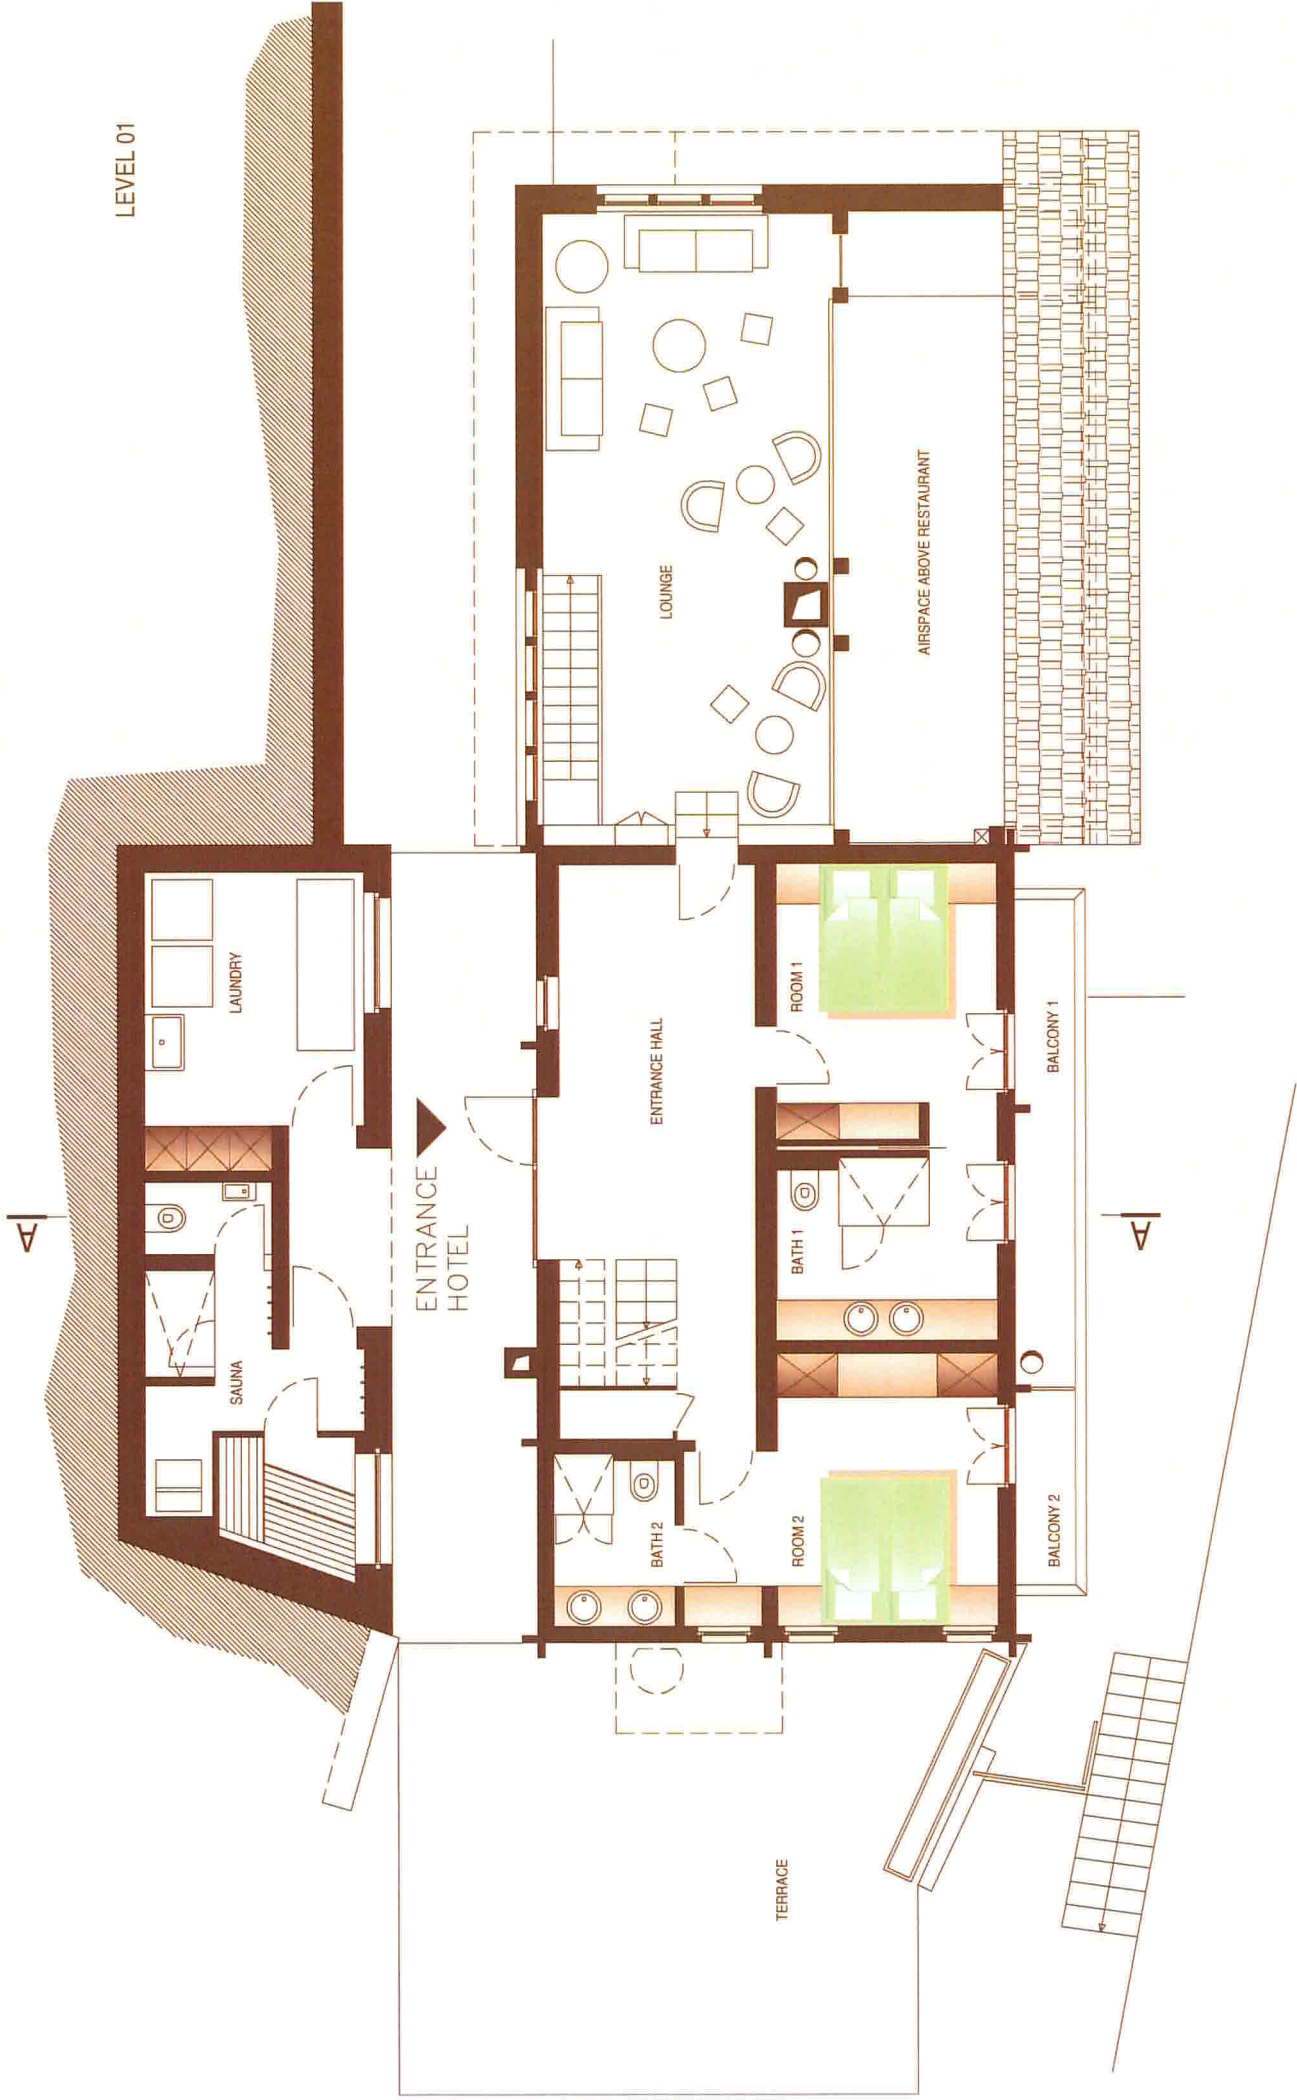 LEVEL 01
LAUNDRY
SAUNA
A
ENTRANCE
HOTEL
ENTRANCE HALL
LOUNGE
AIRSPACE ABOVE RESTAURANT
BATH 2
ROOM 2
BATH 1
ROOM 1
BALCONY 2
BALCONY 1
A
TERRACE